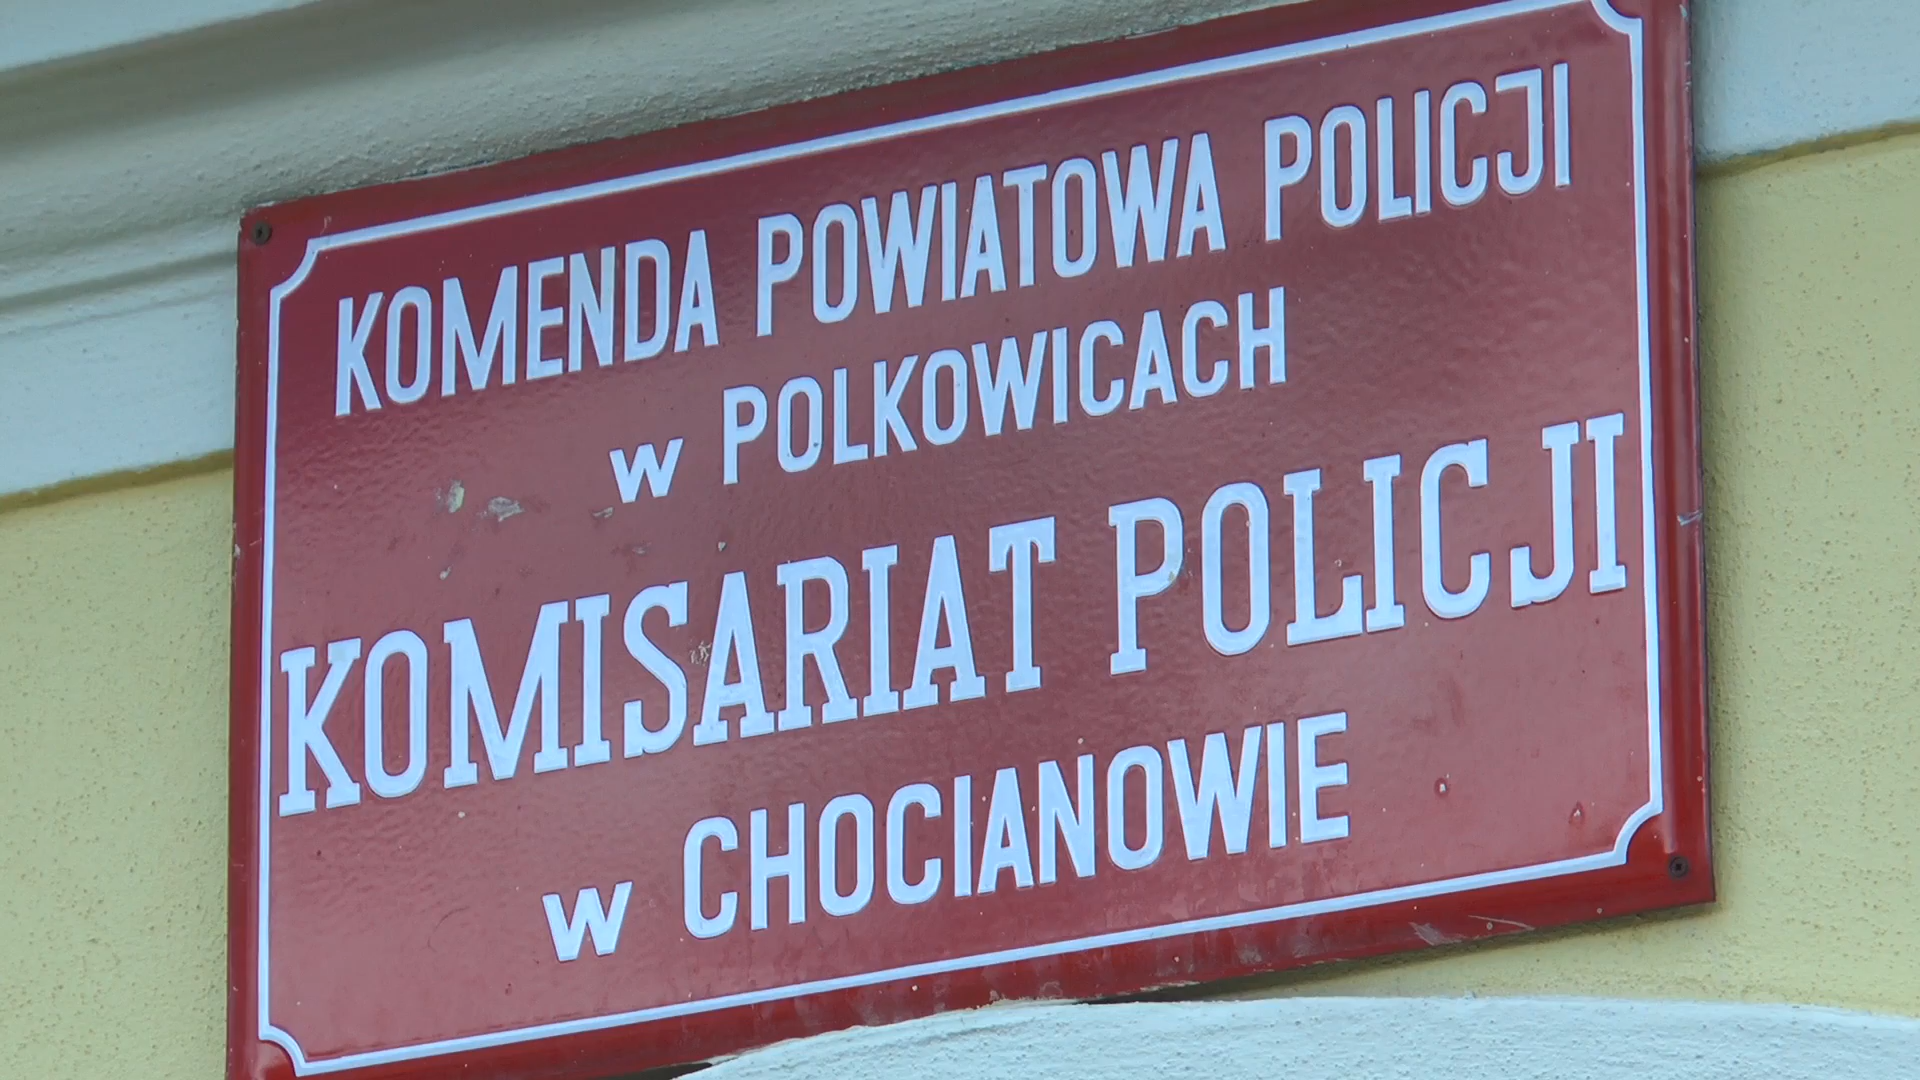 KOMENDA POWIATOWA POLICJI
w POLKOWICACH
KOMISARIAT POLICJI
w CHOCIANOWIE